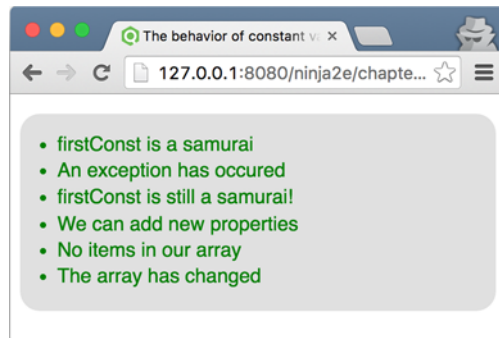 The behavior of constant va
127.0.0.1:8080/ninja2e/chapte...
firstConst is a samurai
An exception has occured
firstConst is still a samurai!
We can add new properties
No items in our array
The array has changed